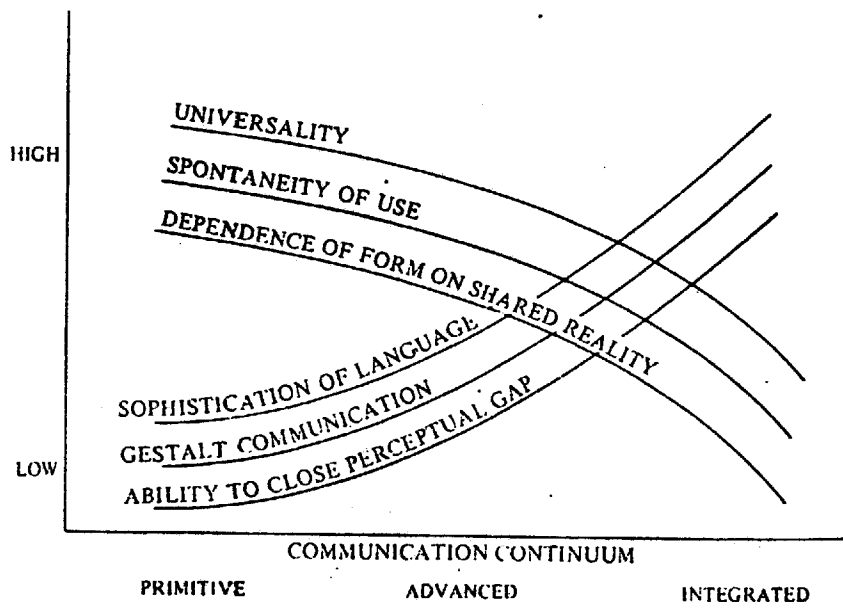 UNIVERSALITY
HIGH
SPONTANEITY OF USE
DEPENDENCE OF FORM ON SHARED REALITY
SOPHISTICATION OF LANGUAGE
GESTALT COMMUNICATION
LOW
ABILITY TO CLOSE PERCEPTUAL GAP
COMMUNICATION CONTINUUM
PRIMITIVE ADVANCED INTEGRATED